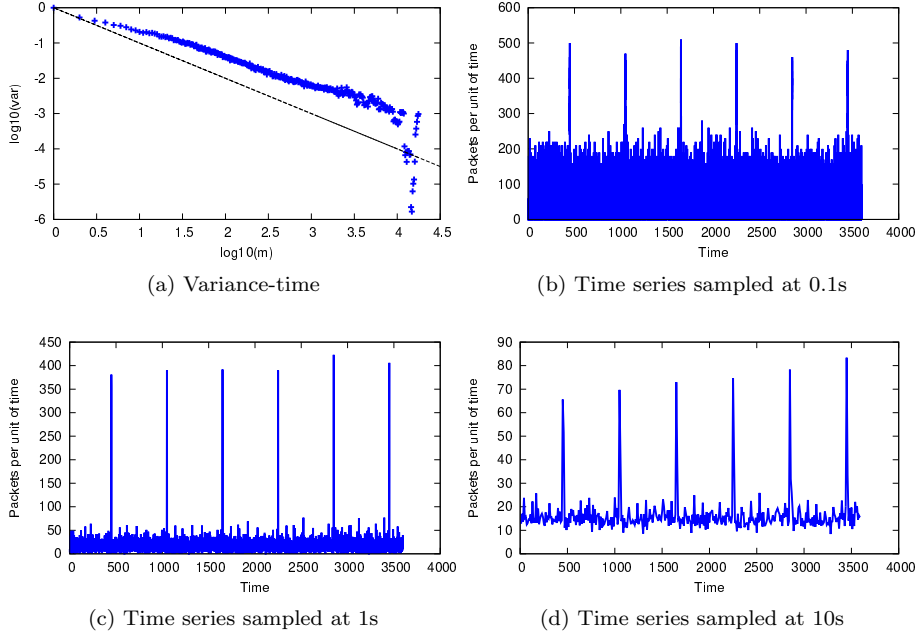 0
-1
-2
-3
-4
-5
-6
log10(var)
0 0.5 1 1.5 2 2.5 3 3.5 4 4.5
log10(m)
(a) Variance-time
600
500
400
300
200
100
0
Packets per unit of time
0 500 1000 1500 2000 2500 3000 3500 4000
Time
(b) Time series sampled at 0.1s
450
400
350
300
250
200
150
100
50
0
Packets per unit of time
0 500 1000 1500 2000 2500 3000 3500 4000
Time
(c) Time series sampled at 1s
90
80
70
60
50
40
30
20
10
0
Packets per unit of time
0 500 1000 1500 2000 2500 3000 3500 4000
Time
(d) Time series sampled at 10s